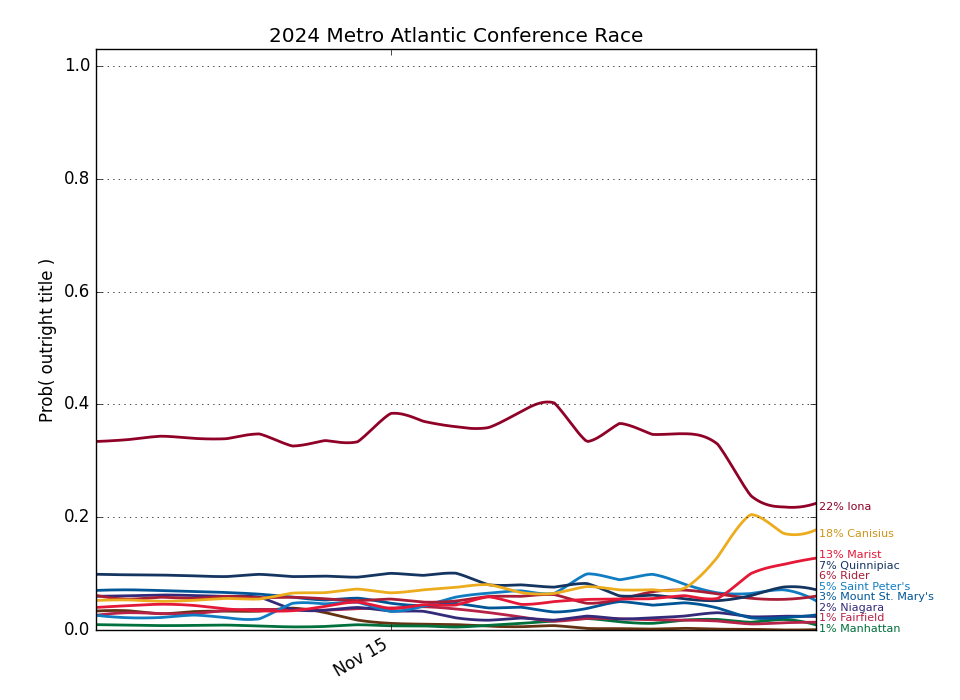 2024 Metro Atlantic Conference Race
Prob( outright title )
1.0
0.8
0.6
0.4
0.2
0.0
Nov 15
22% Iona
18% Canisius
13% Marist
7% Quinnipiac
6% Rider
5% Saint Peter's
3% Mount St. Mary's
2% Niagara
1% Fairfield
1% Manhattan